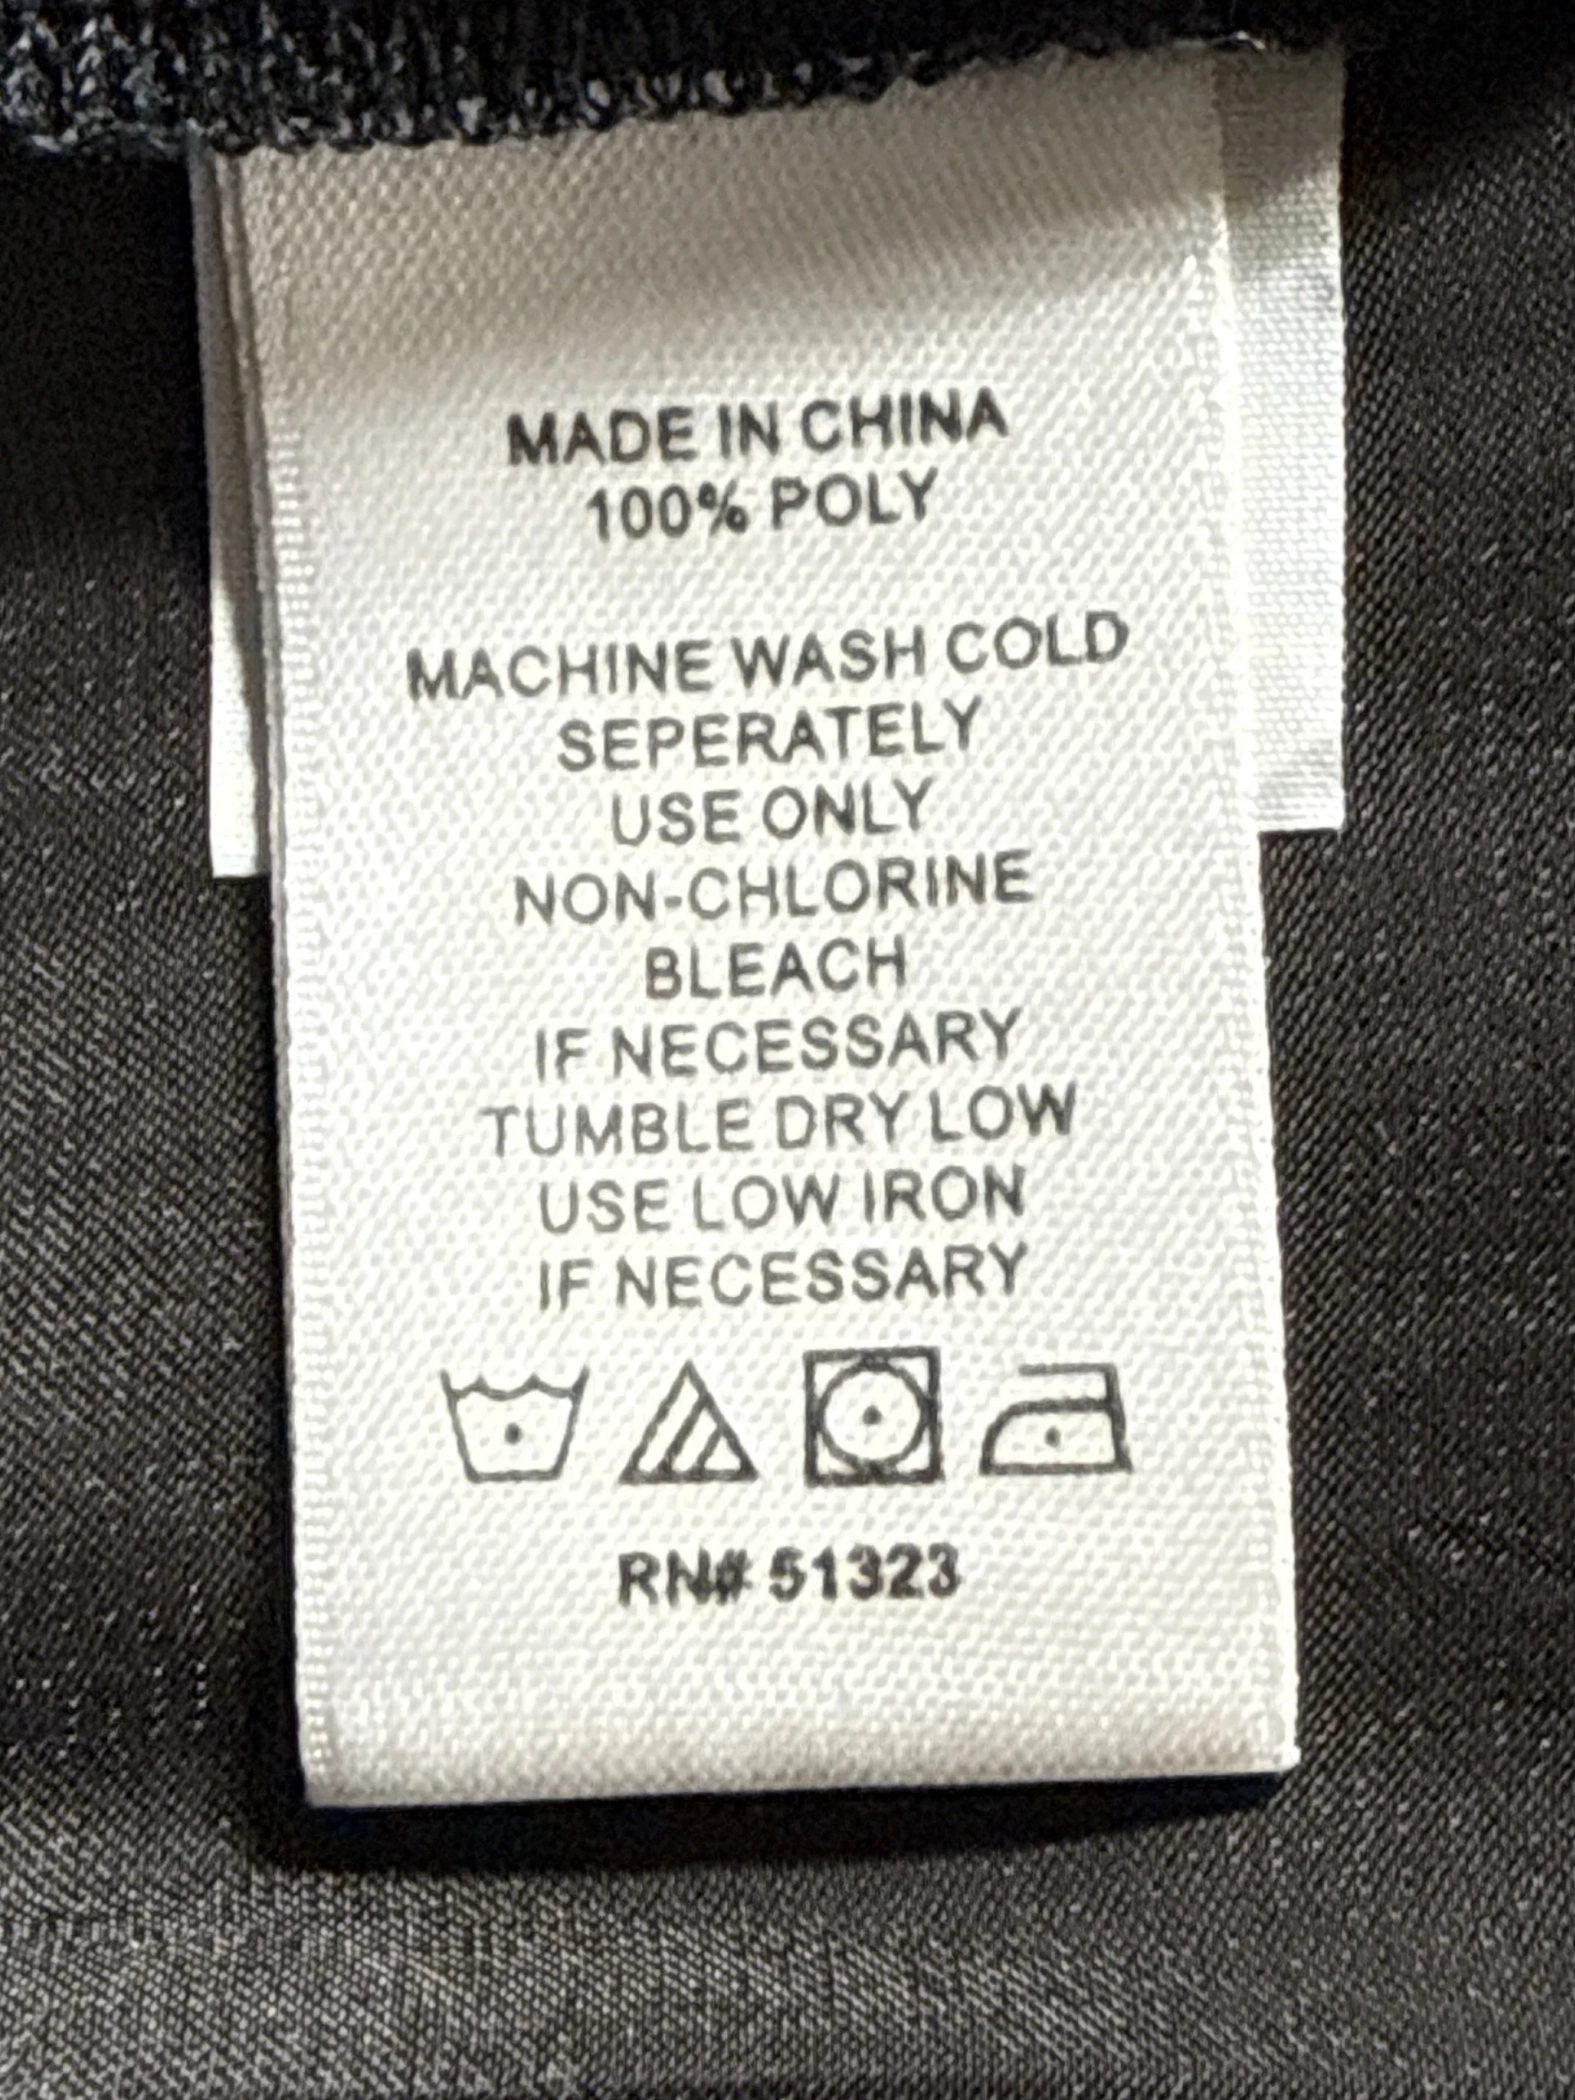 MADE IN CHINA
100% POLY
MACHINE WASH COLD
SEPERATELY
USE ONLY
NON-CHLORINE
BLEACH
IF NECESSARY
TUMBLE DRY LOW
USE LOW IRON
IF NECESSARY
RN# 51323